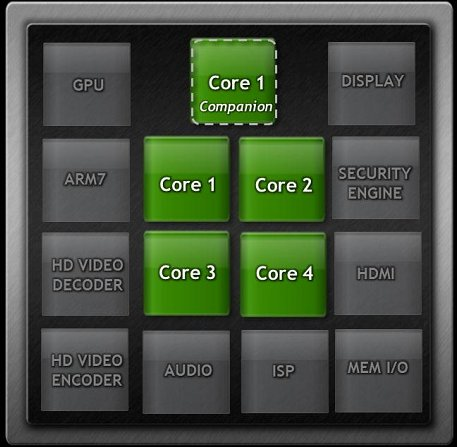 GPU
Core 1
Companion
DISPLAY
ARM7
Core 1
Core 2
SECURITY
ENGINE
HD VIDEO
DECODER
Core 3
Core 4
HDMI
HD VIDEO
ENCODER
AUDIO
ISP
MEM I/O